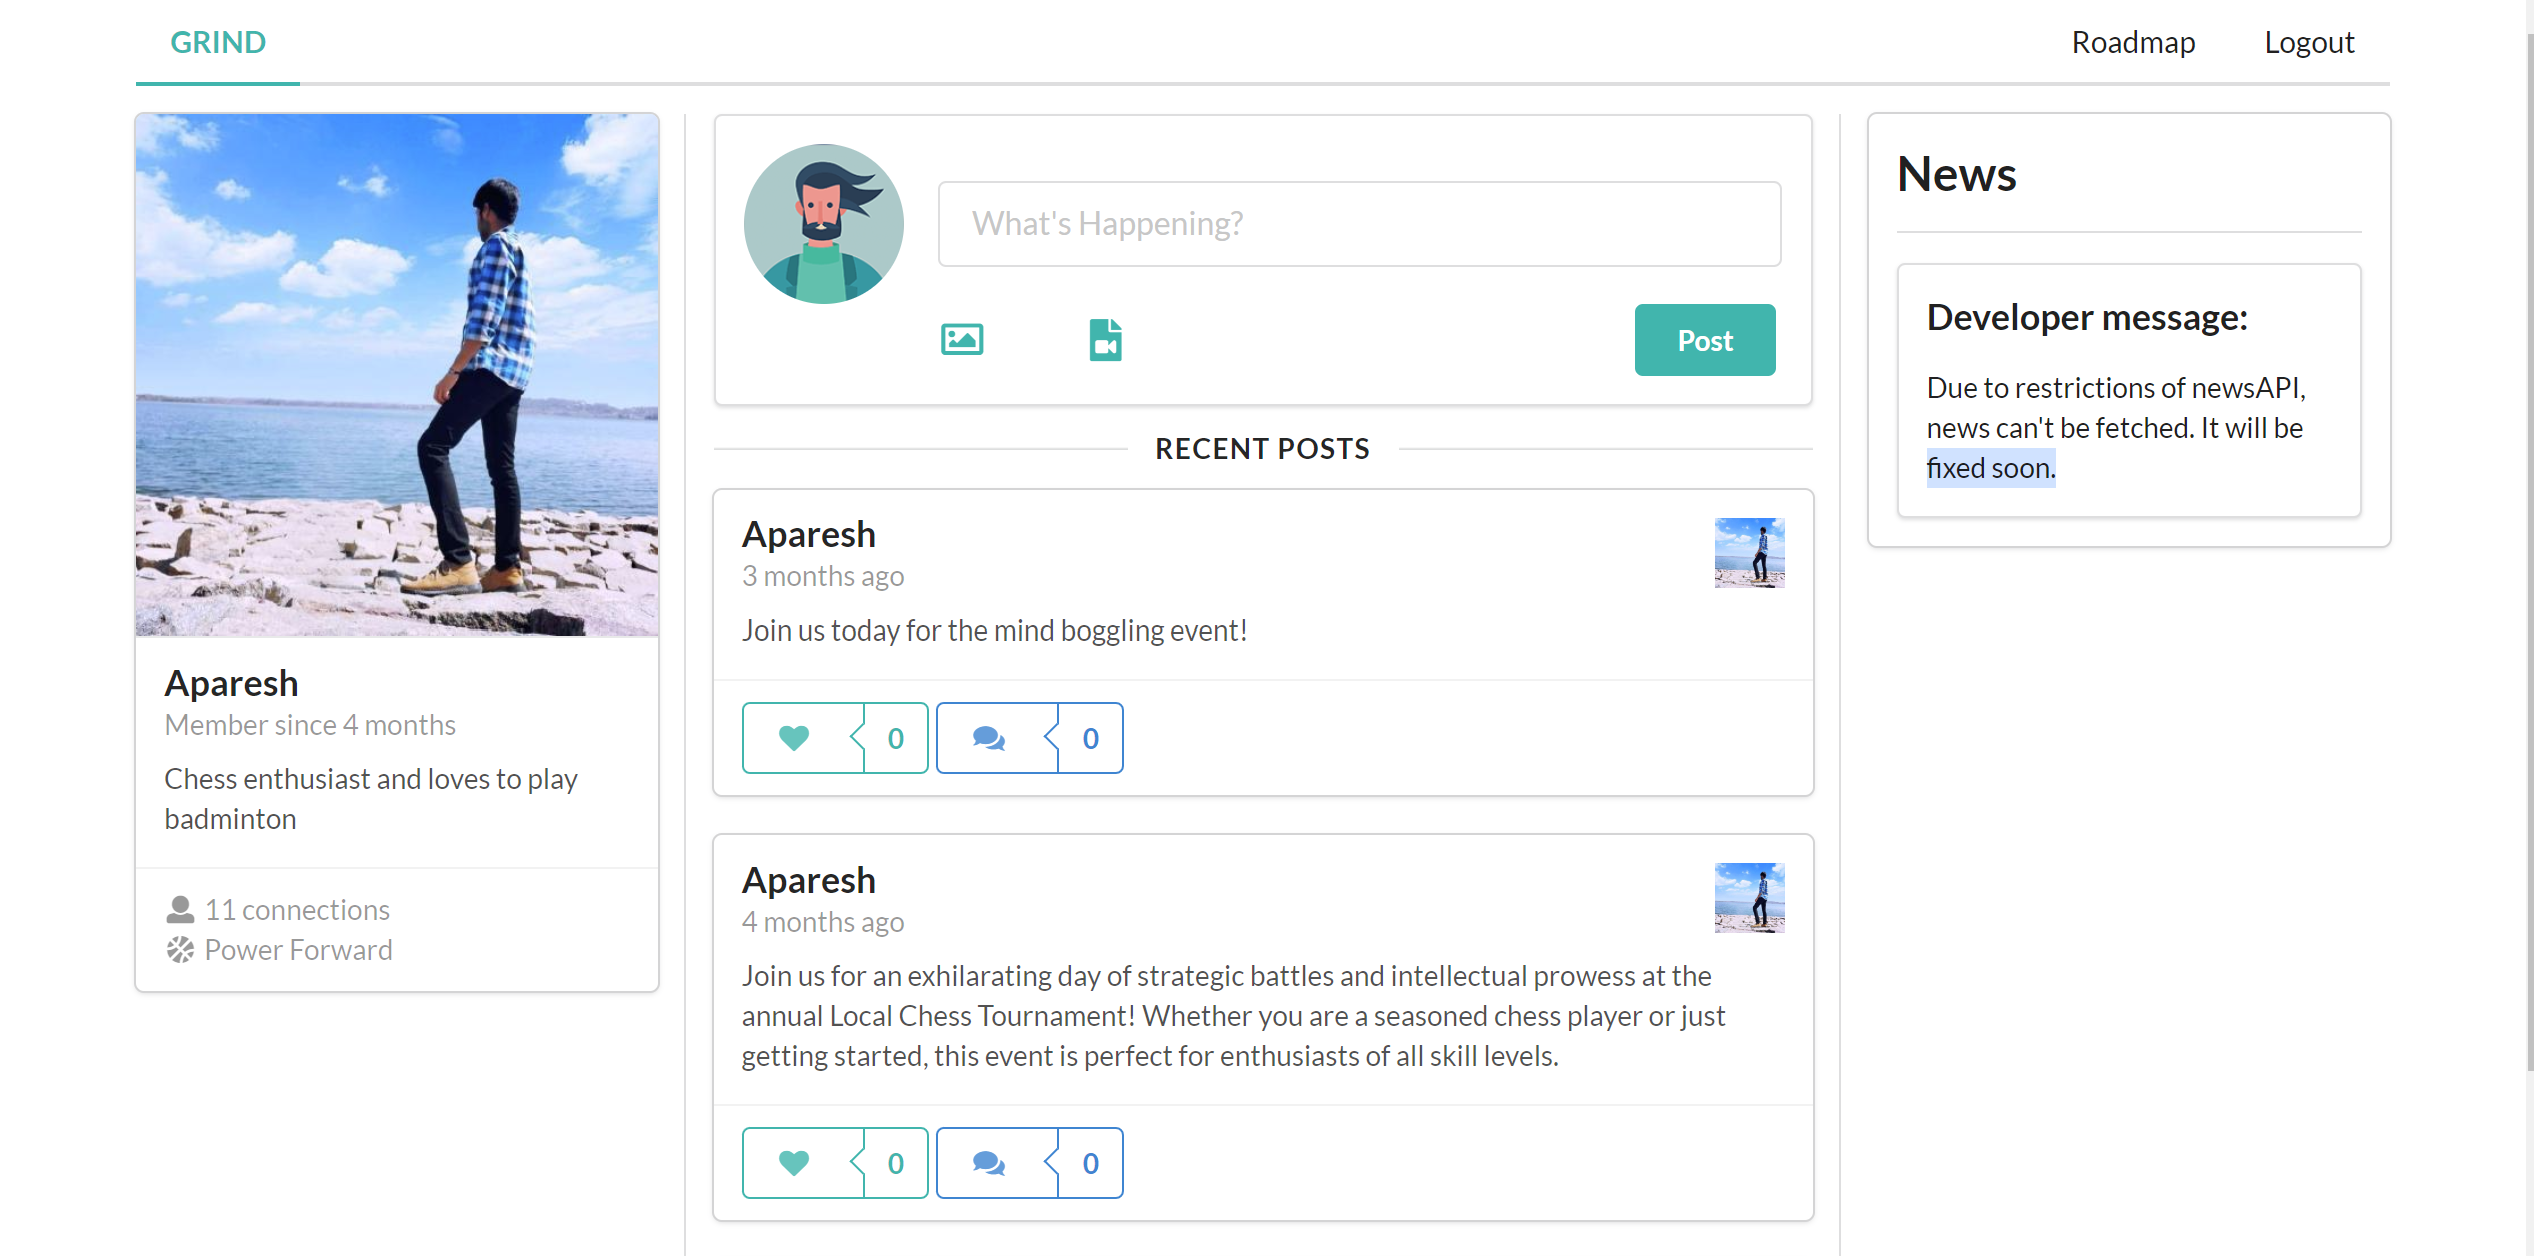 GRIND
Roadmap
Logout
Aparesh
Member since 4 months
Chess enthusiast and loves to play
badminton
11 connections
Power Forward
What's Happening?
Post
RECENT POSTS
Aparesh
3 months ago
Join us today for the mind boggling event!
0
0
Aparesh
4 months ago
Join us for an exhilarating day of strategic battles and intellectual prowess at the
annual Local Chess Tournament! Whether you are a seasoned chess player or just
getting started, this event is perfect for enthusiasts of all skill levels.
0
0
News
Developer message:
Due to restrictions of newsAPI,
news can't be fetched. It will be
fixed soon.